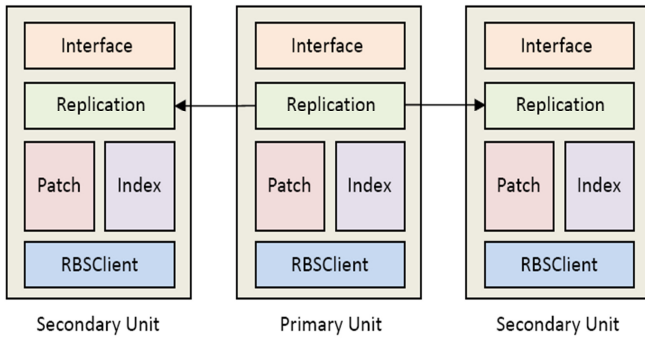 Interface
Interface
Interface
Replication
Replication
Replication
Patch
Index
Patch
Index
Patch
Index
RBSClient
RBSClient
RBSClient
Secondary Unit
Primary Unit
Secondary Unit